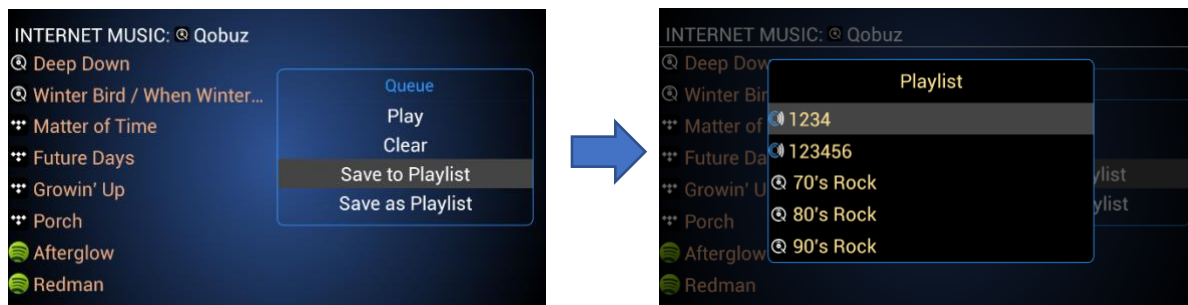 INTERNET MUSIC: Qobuz
Deep Down
Winter Bird / When Winter...
Matter of Time
Future Days
Growin' Up
Porch
Afterglow
Redman
Queue
Play
Clear
Save to Playlist
Save as Playlist
INTERNET MUSIC: Qobuz
Deep Dow
Winter Bir
Matter of
Future Da
Growin' U
Porch
Afterglow
Redman
Playlist
1234
123456
70's Rock
80's Rock
90's Rock
ylist
ylist